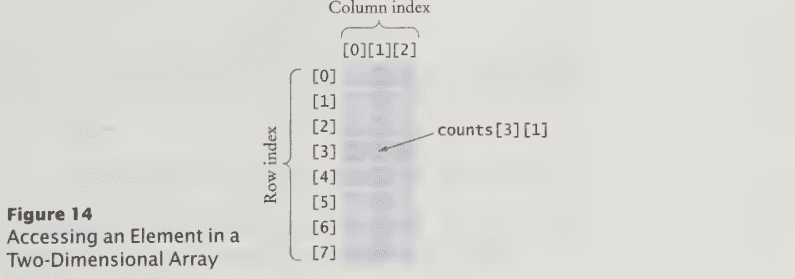 Column index
[0][1][2]
[0]
[1]
[2]
counts[3][1]
[3]
Row index
[4]
[5]
[6]
[7]
Figure 14
Accessing an Element in a
Two-Dimensional Array